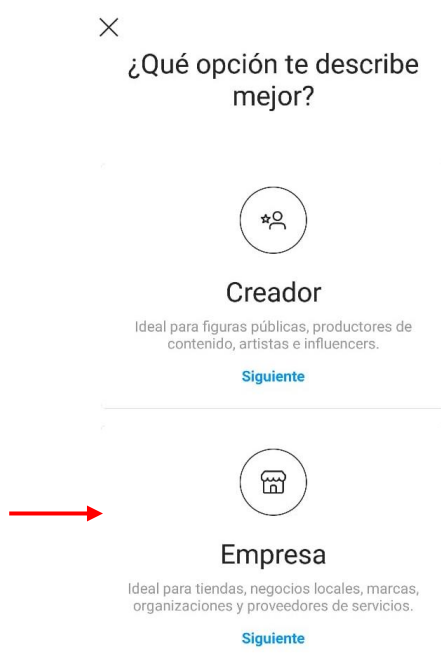 ¿Qué opción te describe
mejor?
Creador
Ideal para figuras públicas, productores de
contenido, artistas e influencers.
Siguiente
Empresa
Ideal para tiendas, negocios locales, marcas,
organizaciones y proveedores de servicios.
Siguiente